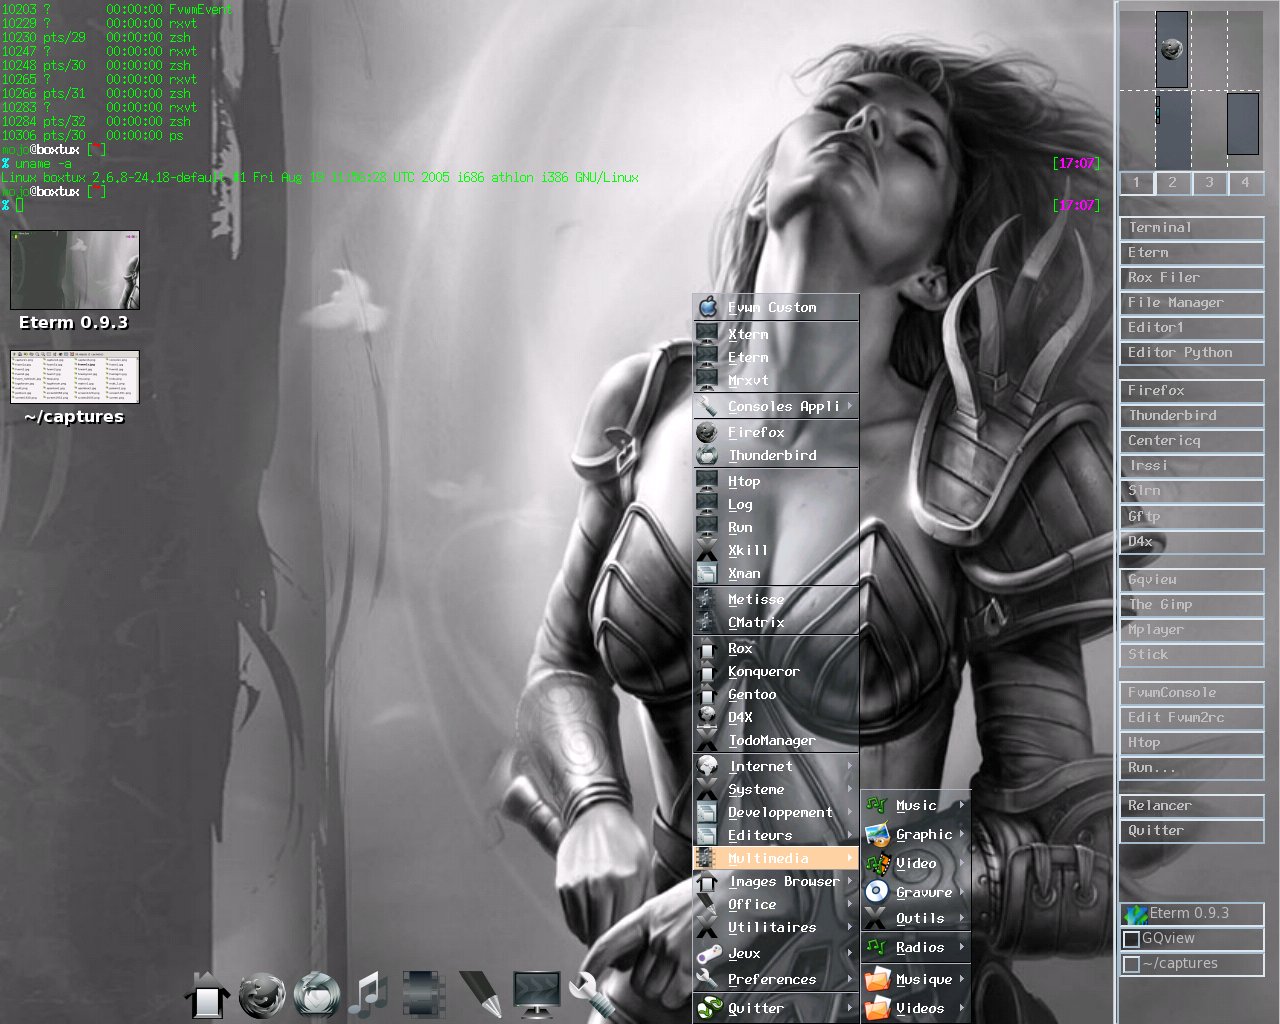 10203 ?        00:00:00 FvwmEvent
10229 ?        00:00:00 rxvt
10230 pts/29   00:00:00 zsh
10247 ?        00:00:00 rxvt
10248 pts/30   00:00:00 zsh
10265 ?        00:00:00 rxvt
10266 pts/31   00:00:00 zsh
10283 ?        00:00:00 rxvt
10284 pts/32   00:00:00 zsh
10306 pts/30   00:00:00 ps
mojo@boxtux [~]
% uname -a [17:07]
Linux boxtux 2.6.8-24.18-default #1 Fri Aug UTC 2005 i686 athlon i386 GNU/Linux
mojo@boxtux [~]
% [17:07]
Eterm 0.9.3
~/captures
Fvwm Custom
Xterm
Eterm
Mrxvt
Consoles Appli
Firefox
Thunderbird
Htop
Log
Run
Xkill
Xman
Metisse
CMatrix
Rox
Konqueror
Gentoo
D4X
TodoManager
Internet
Systeme
Developpement
Editeurs
Multimedia
Images Browser
Office
Utilitaires
Jeux
Preferences
Quitter
Music
Graphic
Video
Gravure
Outils
Radios
Musique
Videos
1 2 3 4
Terminal
Eterm
Rox Filer
File Manager
Editor1
Editor Python
Firefox
Thunderbird
Centericq
Irssi
Slrn
Gftp
D4x
Gqview
The Gimp
Mplayer
Stick
FvwmConsole
Edit Fvwm2rc
Htop
Run...
Relancer
Quitter
Eterm 0.9.3
GQview
~/captures